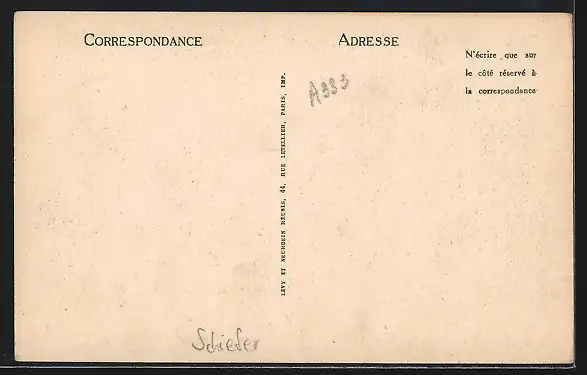 CORRESPONDANCE
ADRESSE
N'écrire que sur
le côté réservé à
la correspondance
LEVY ET NEURDEIN RÉUNIS, 44, RUE LETELLIER, PARIS, IMP.
A993
Schiefer